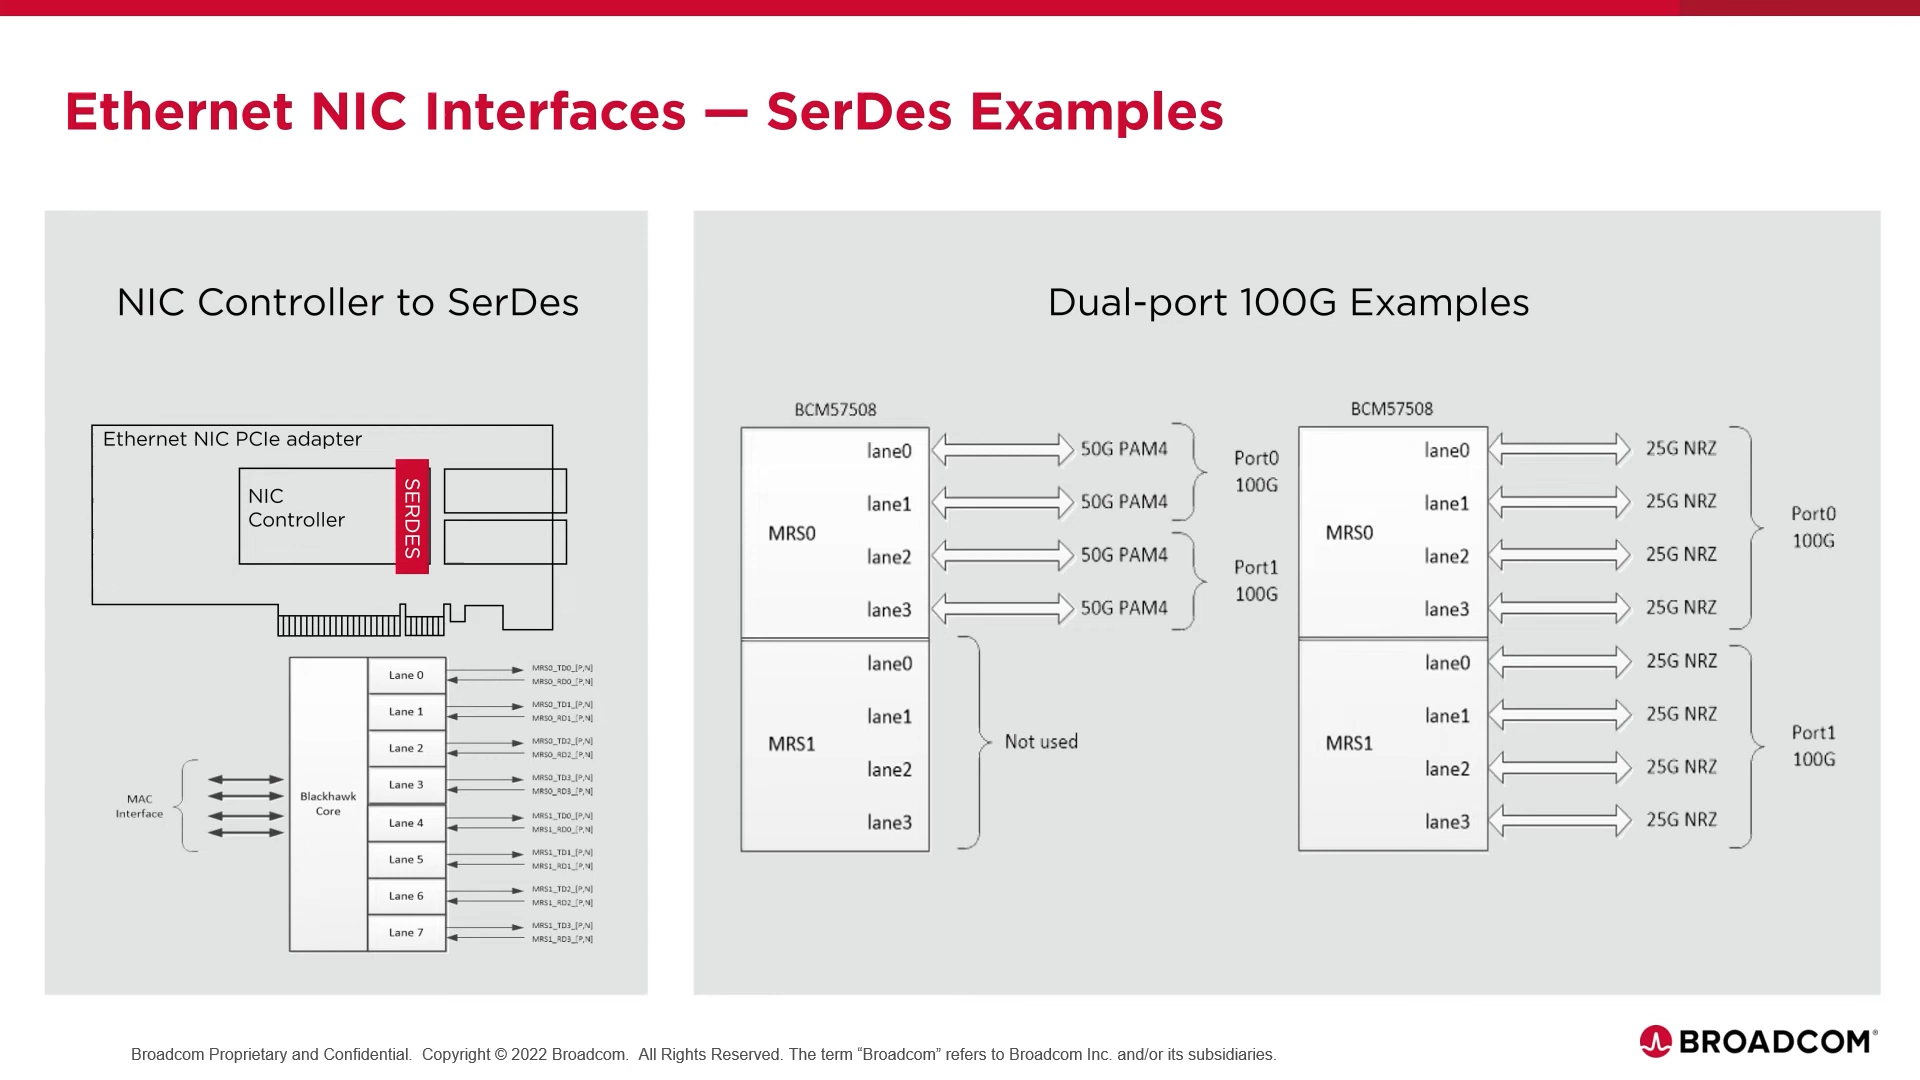 Ethernet NIC Interfaces — SerDes Examples
NIC Controller to SerDes
Ethernet NIC PCIe adapter
NIC
Controller
SERDES
MAC
Interface
Blackhawk
Core
Lane 0
MRS0_TD0_[P,N]
MRS0_RD0_[P,N]
Lane 1
MRS0_TD1_[P,N]
MRS0_RD1_[P,N]
Lane 2
MRS0_TD2_[P,N]
MRS0_RD2_[P,N]
Lane 3
MRS0_TD3_[P,N]
MRS0_RD3_[P,N]
Lane 4
MRS1_TD0_[P,N]
MRS1_RD0_[P,N]
Lane 5
MRS1_TD1_[P,N]
MRS1_RD1_[P,N]
Lane 6
MRS1_TD2_[P,N]
MRS1_RD2_[P,N]
Lane 7
MRS1_TD3_[P,N]
MRS1_RD3_[P,N]
Dual-port 100G Examples
BCM57508
MRS0
lane0 50G PAM4
lane1 50G PAM4
lane2 50G PAM4
lane3 50G PAM4
Port0
100G
Port1
100G
MRS1
lane0
lane1
lane2
lane3
Not used
BCM57508
MRS0
lane0 25G NRZ
lane1 25G NRZ
lane2 25G NRZ
lane3 25G NRZ
Port0
100G
MRS1
lane0 25G NRZ
lane1 25G NRZ
lane2 25G NRZ
lane3 25G NRZ
Port1
100G
Broadcom Proprietary and Confidential. Copyright © 2022 Broadcom. All Rights Reserved. The term “Broadcom” refers to Broadcom Inc. and/or its subsidiaries.
BROADCOM®